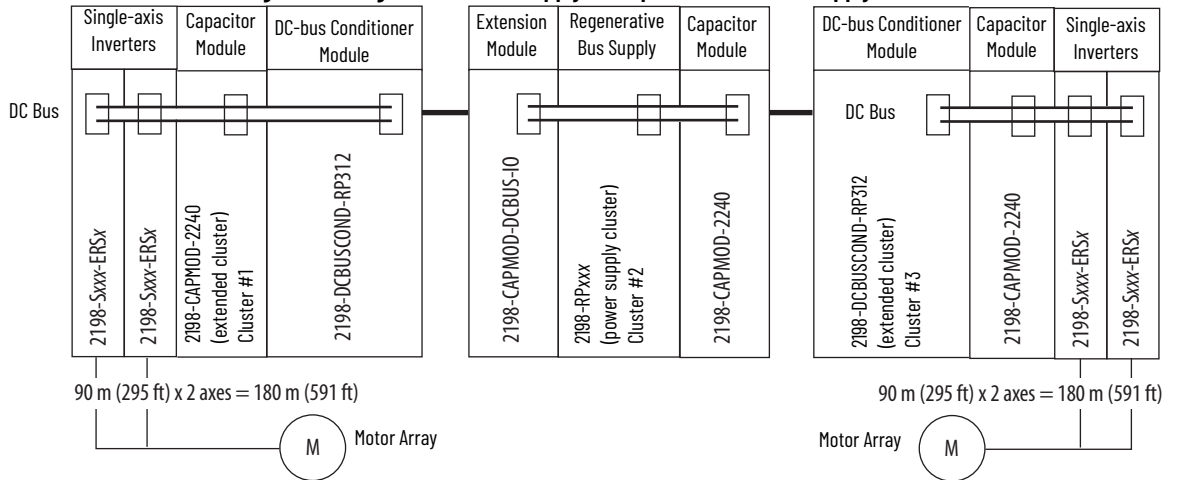 Single-axis
Inverters
Capacitor
Module
DC-bus Conditioner
Module
Extension
Module
Regenerative
Bus Supply
Capacitor
Module
DC-bus Conditioner
Module
Capacitor
Module
Single-axis
Inverters
DC Bus
DC Bus
2198-Sxxx-ERSx
2198-Sxxx-ERSx
2198-CAPMOD-2240
(extended cluster)
Cluster #1
2198-DCBUSCOND-RP312
2198-CAPMOD-DCBUS-IO
2198-RPxxx
(power supply cluster)
Cluster #2
2198-CAPMOD-2240
2198-DCBUSCOND-RP312
(extended cluster)
Cluster #3
2198-CAPMOD-2240
2198-Sxxx-ERSx
2198-Sxxx-ERSx
90 m (295 ft) x 2 axes = 180 m (591 ft)
90 m (295 ft) x 2 axes = 180 m (591 ft)
M
Motor Array
Motor Array
M